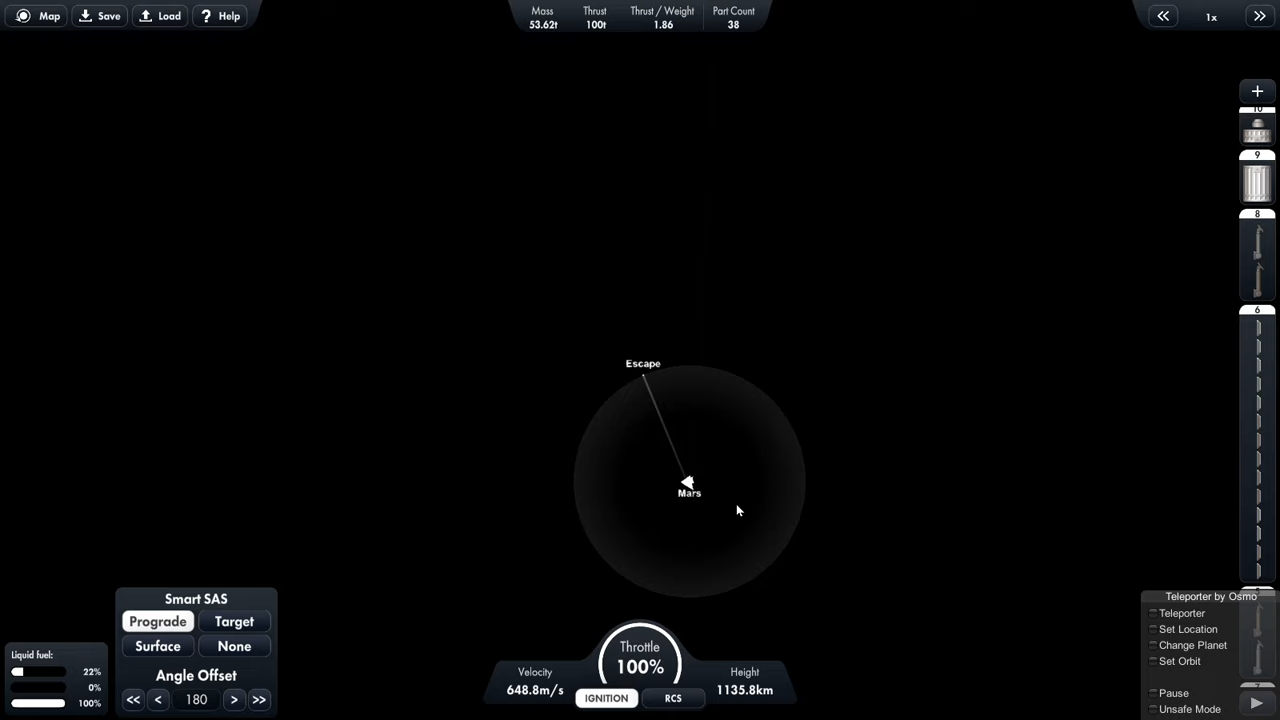 Map Save Load ? Help
Mass Thrust Thrust / Weight Part Count
53.62t 100t 1.86 38
1x
+
10
9
8
6
Escape
Mars
Smart SAS
Prograde Target
Surface None
Angle Offset
<< < 180 > >>
Liquid fuel:
22%
0%
100%
Throttle
100%
Velocity
648.8m/s
Height
1135.8km
IGNITION RCS
Teleporter by Osmo
Teleporter
Set Location
Change Planet
Set Orbit
Pause
Unsafe Mode